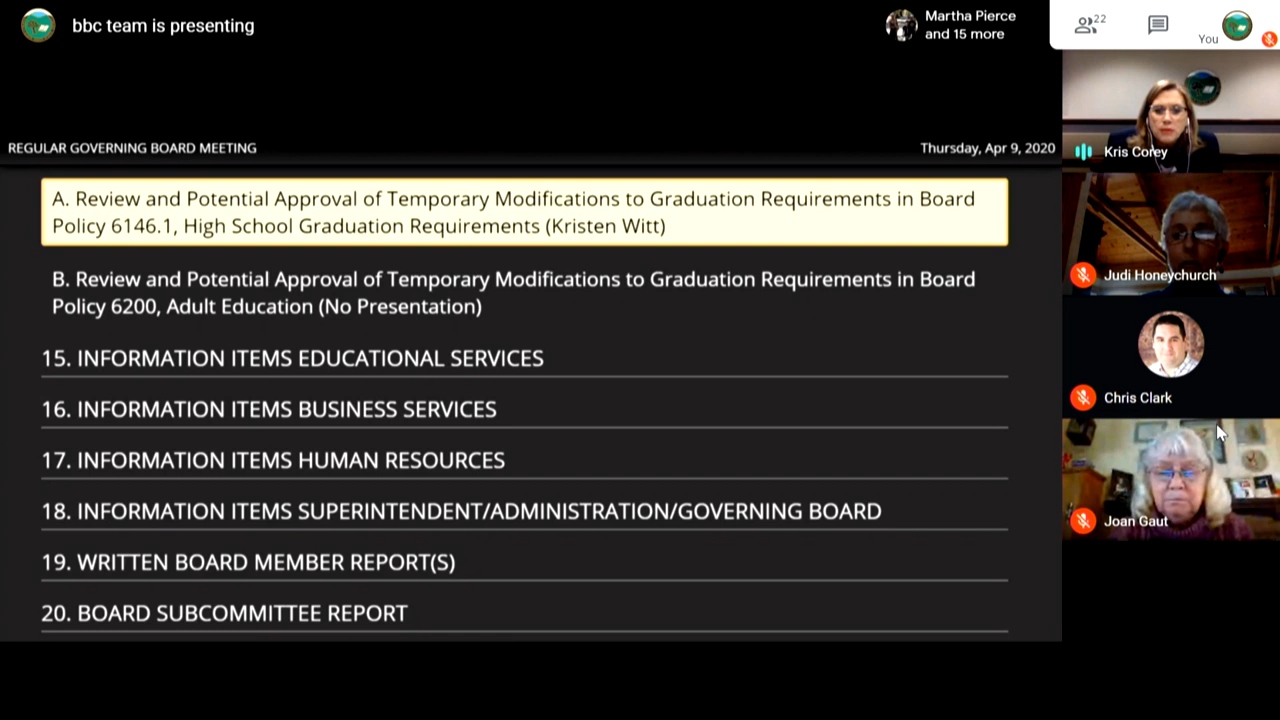 bbc team is presenting
Martha Pierce
and 15 more
22
You
REGULAR GOVERNING BOARD MEETING
Thursday, Apr 9, 2020
A. Review and Potential Approval of Temporary Modifications to Graduation Requirements in Board
Policy 6146.1, High School Graduation Requirements (Kristen Witt)
B. Review and Potential Approval of Temporary Modifications to Graduation Requirements in Board
Policy 6200, Adult Education (No Presentation)
15. INFORMATION ITEMS EDUCATIONAL SERVICES
16. INFORMATION ITEMS BUSINESS SERVICES
17. INFORMATION ITEMS HUMAN RESOURCES
18. INFORMATION ITEMS SUPERINTENDENT/ADMINISTRATION/GOVERNING BOARD
19. WRITTEN BOARD MEMBER REPORT(S)
20. BOARD SUBCOMMITTEE REPORT
Kris Corey
Judi Honeychurch
Chris Clark
Joan Gaut